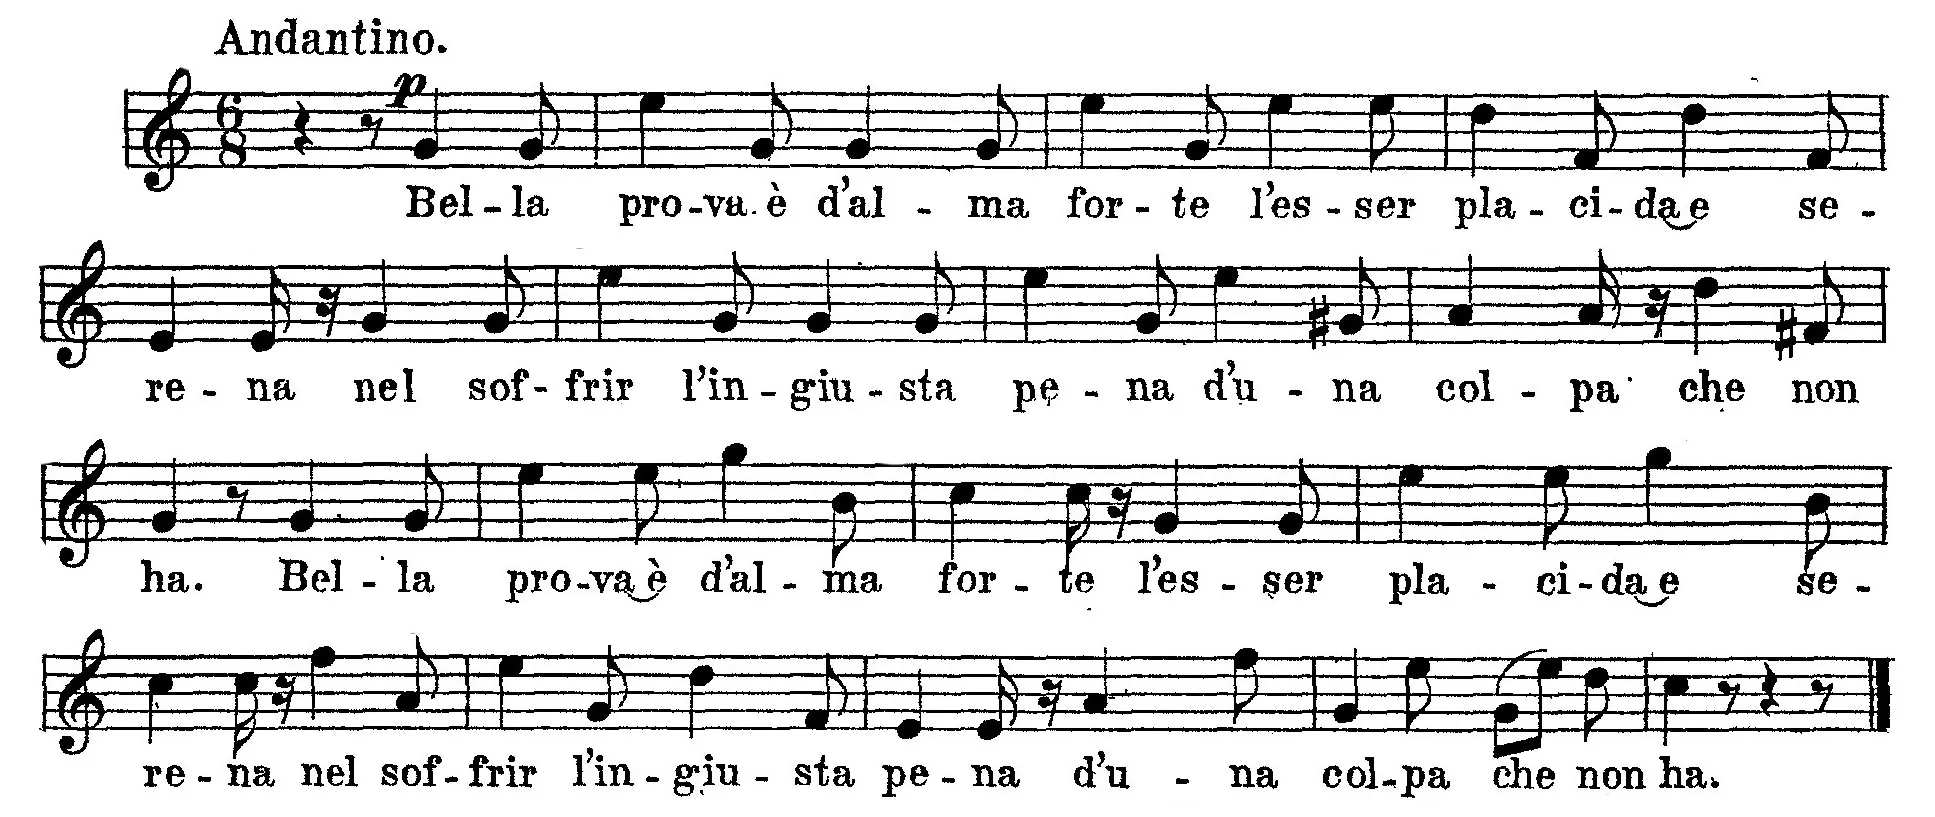 Andantino.
p
6
8
Bel - la pro - va è d'al - ma for - te l'es - ser pla - ci - da e se -
re - na nel sof - frir l'in - giu - sta pe - na d'u - na col - pa che non
ha. Bel - la pro - va è d'al - ma for - te l'es - ser pla - ci - da e se -
re - na nel sof - frir l'in - giu - sta pe - na d'u - na col - pa che non ha.